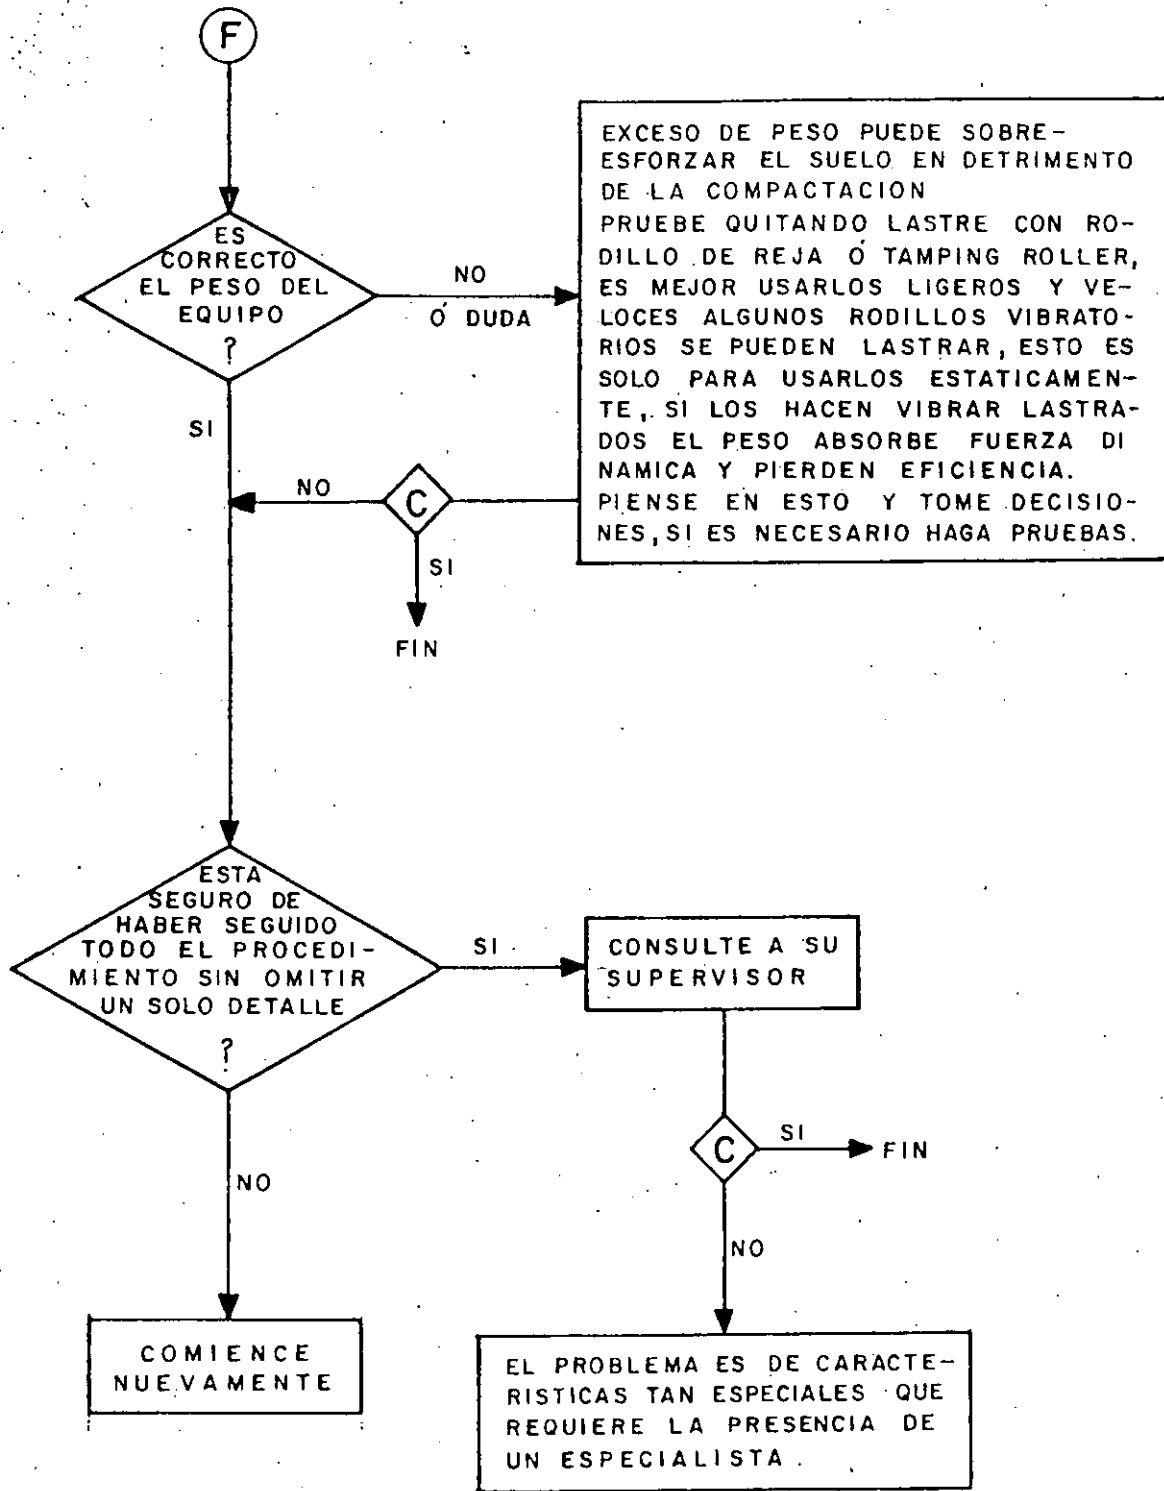 F
ES
CORRECTO
EL PESO DEL
EQUIPO
?
NO
Ó DUDA
EXCESO DE PESO PUEDE SOBRE-
ESFORZAR EL SUELO EN DETRIMENTO
DE LA COMPACTACION
PRUEBE QUITANDO LASTRE CON RO-
DILLO DE REJA Ó TAMPING ROLLER,
ES MEJOR USARLOS LIGEROS Y VE-
LOCES ALGUNOS RODILLOS VIBRATO-
RIOS SE PUEDEN LASTRAR, ESTO ES
SOLO PARA USARLOS ESTATICAMEN-
TE, SI LOS HACEN VIBRAR LASTRA-
DOS EL PESO ABSORBE FUERZA DI
NAMICA Y PIERDEN EFICIENCIA.
PIENSE EN ESTO Y TOME DECISIO-
NES, SI ES NECESARIO HAGA PRUEBAS.
SI
NO
C
SI
FIN
ESTA
SEGURO DE
HABER SEGUIDO
TODO EL PROCEDI-
MIENTO SIN OMITIR
UN SOLO DETALLE
?
SI
CONSULTE A SU
SUPERVISOR
C
SI
FIN
NO
NO
COMIENCE
NUEVAMENTE
EL PROBLEMA ES DE CARACTE-
RISTICAS TAN ESPECIALES QUE
REQUIERE LA PRESENCIA DE
UN ESPECIALISTA.